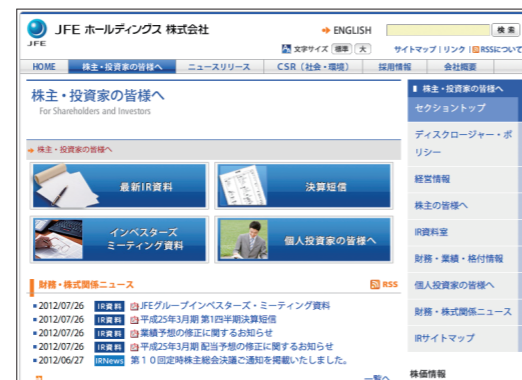 JFE ホールディングス 株式会社
JFE
ENGLISH
検 索
文字サイズ 標準 大
サイトマップ | リンク | RSSについて
HOME 株主・投資家の皆様へ ニュースリリース CSR(社会・環境) 採用情報 会社概要
株主・投資家の皆様へ
For Shareholders and Investors
株主・投資家の皆様へ
最新IR資料
決算短信
インベスターズ
ミーティング資料
個人投資家の皆様へ
財務・株式関係ニュース
RSS
2012/07/26 IR資料 JFEグループインベスターズ・ミーティング資料
2012/07/26 IR資料 平成25年3月期 第1四半期決算短信
2012/07/26 IR資料 業績予想の修正に関するお知らせ
2012/07/26 IR資料 平成25年3月期 配当予想の修正に関するお知らせ
2012/06/27 IRNews 第10回定時株主総会決議ご通知を掲載いたしました。
株主・投資家の皆様へ
セクショントップ
ディスクロージャー・ポ
リシー
経営情報
株主の皆様へ
IR資料室
財務・業績・格付情報
個人投資家の皆様へ
財務・株式関係ニュース
IRサイトマップ
株価情報